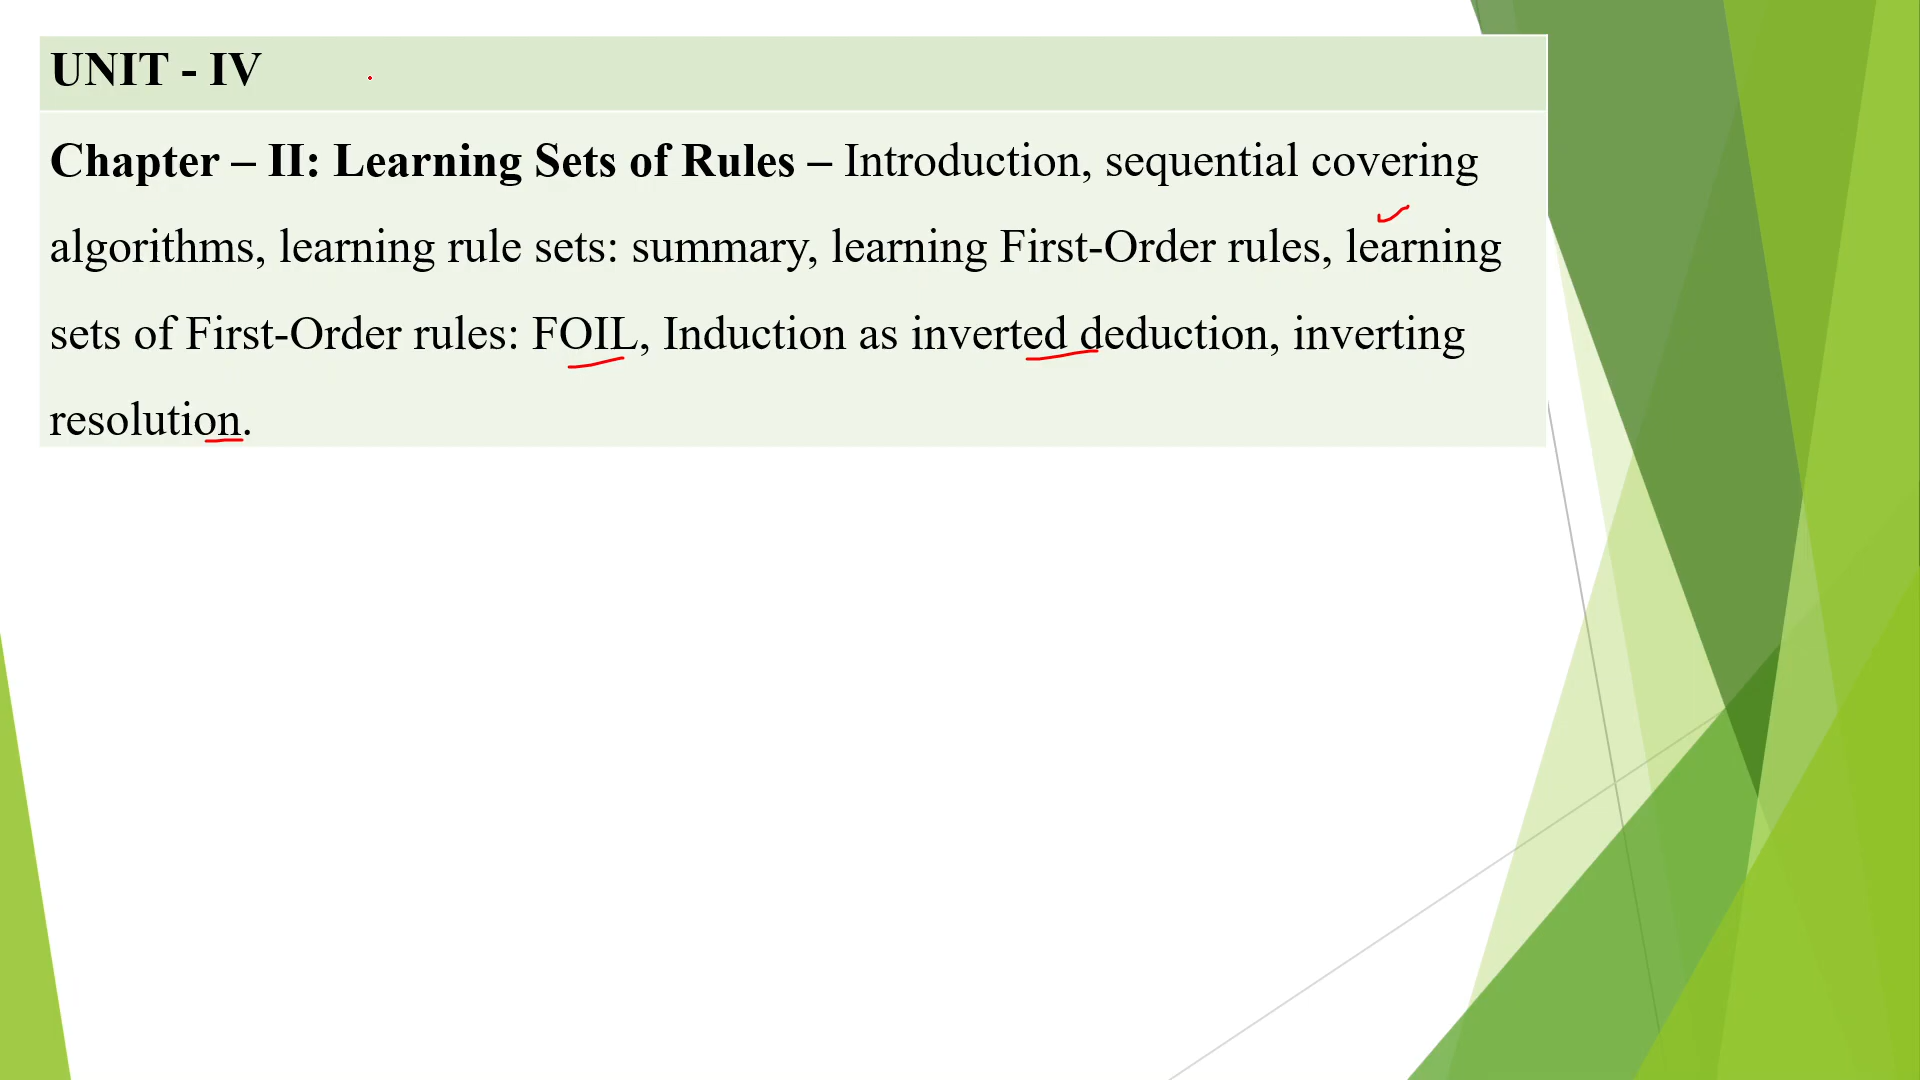 UNIT - IV
Chapter – II: Learning Sets of Rules – Introduction, sequential covering
algorithms, learning rule sets: summary, learning First-Order rules, learning
sets of First-Order rules: FOIL, Induction as inverted deduction, inverting
resolution.